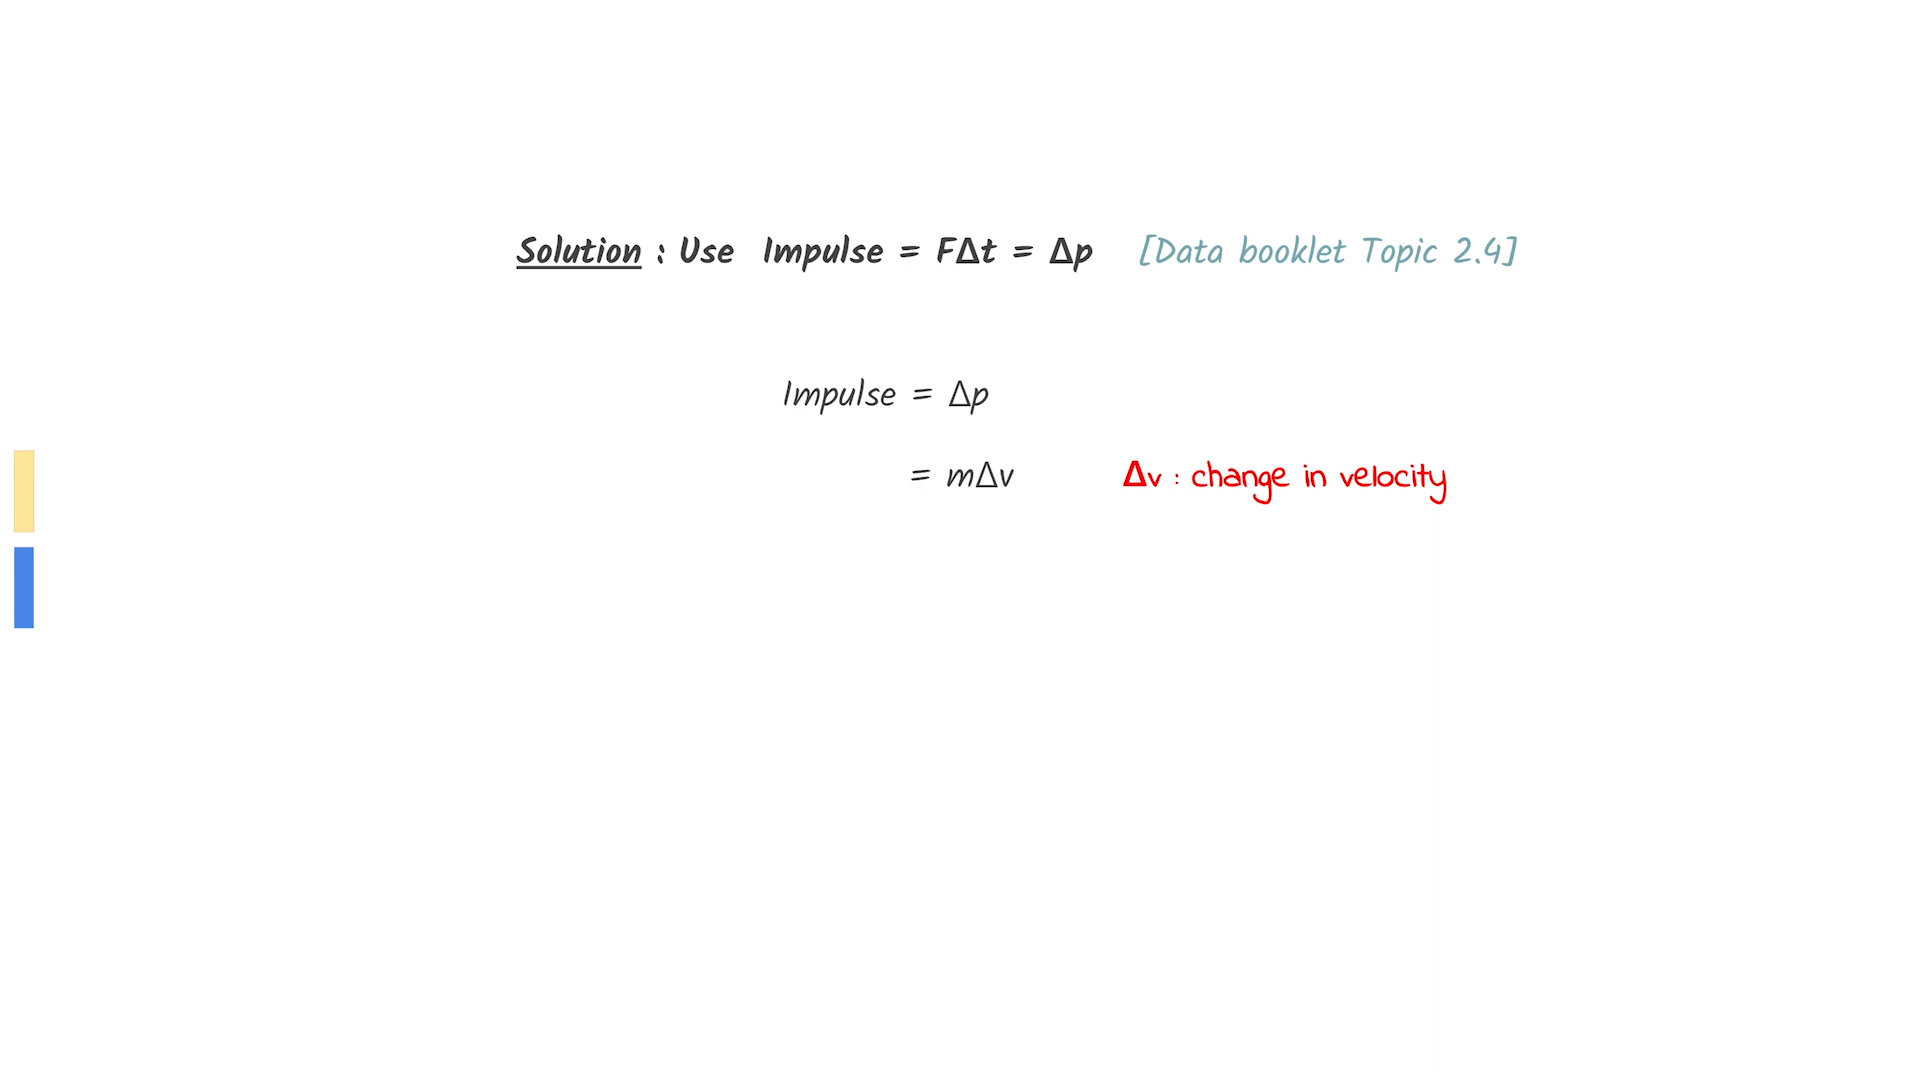 Solution : Use Impulse = FΔt = Δp [Data booklet Topic 2.4]
Impulse = Δp
= mΔv Δv : change in velocity